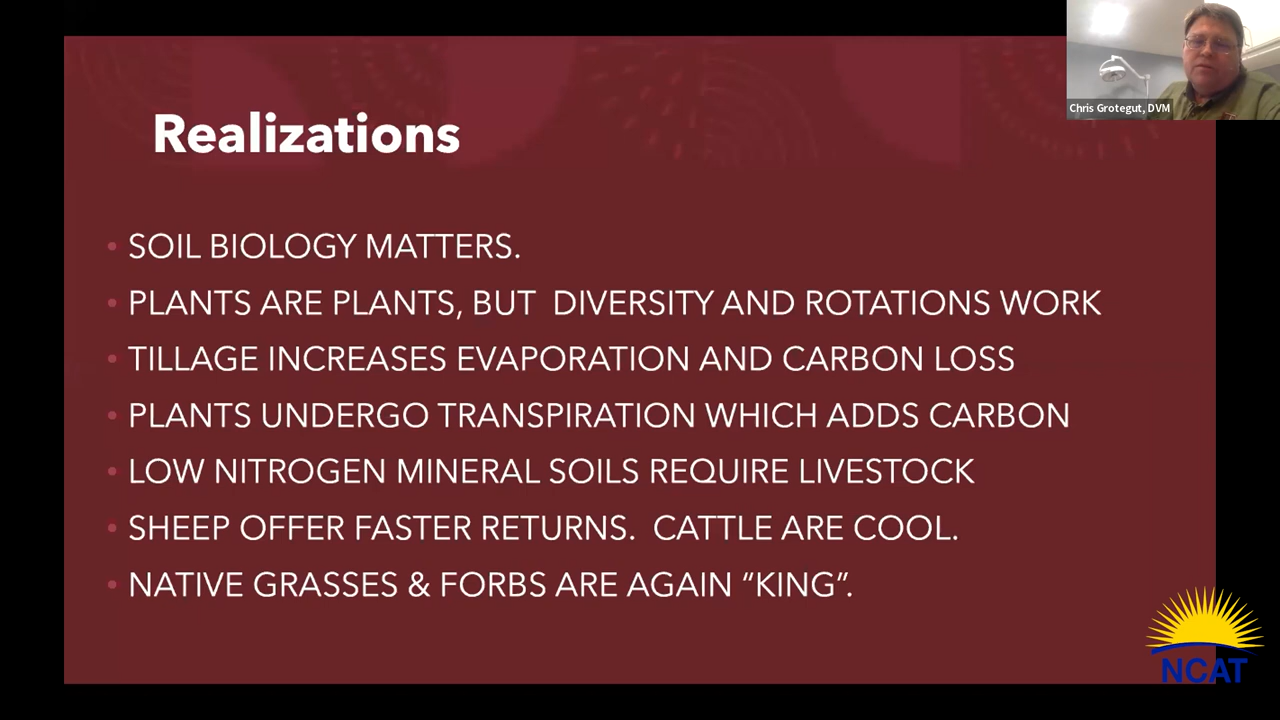 Chris Grotegut, DVM
Realizations
• SOIL BIOLOGY MATTERS.
• PLANTS ARE PLANTS, BUT  DIVERSITY AND ROTATIONS WORK
• TILLAGE INCREASES EVAPORATION AND CARBON LOSS
• PLANTS UNDERGO TRANSPIRATION WHICH ADDS CARBON
• LOW NITROGEN MINERAL SOILS REQUIRE LIVESTOCK
• SHEEP OFFER FASTER RETURNS.  CATTLE ARE COOL.
• NATIVE GRASSES & FORBS ARE AGAIN “KING”.
NCAT